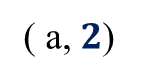 ( a, 2)